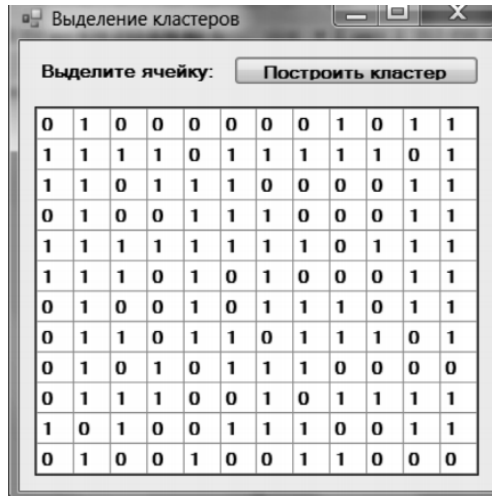 Выделение кластеров
Выделите ячейку: Построить кластер
0 1 0 0 0 0 0 0 1 0 1 1
1 1 1 1 0 1 1 1 1 1 0 1
1 1 0 1 1 1 0 0 0 0 1 1
0 1 0 0 1 1 1 0 0 0 1 1
1 1 1 1 1 1 1 1 0 1 1 1
1 1 1 0 1 0 1 0 0 0 1 1
0 1 0 0 1 0 1 1 1 0 1 1
0 1 1 0 1 1 0 1 1 1 0 1
0 1 0 1 0 1 1 1 0 0 0 0
0 1 1 1 0 0 1 0 1 1 1 1
1 0 1 0 0 1 1 1 0 0 1 1
0 1 0 0 1 0 0 1 1 0 0 0